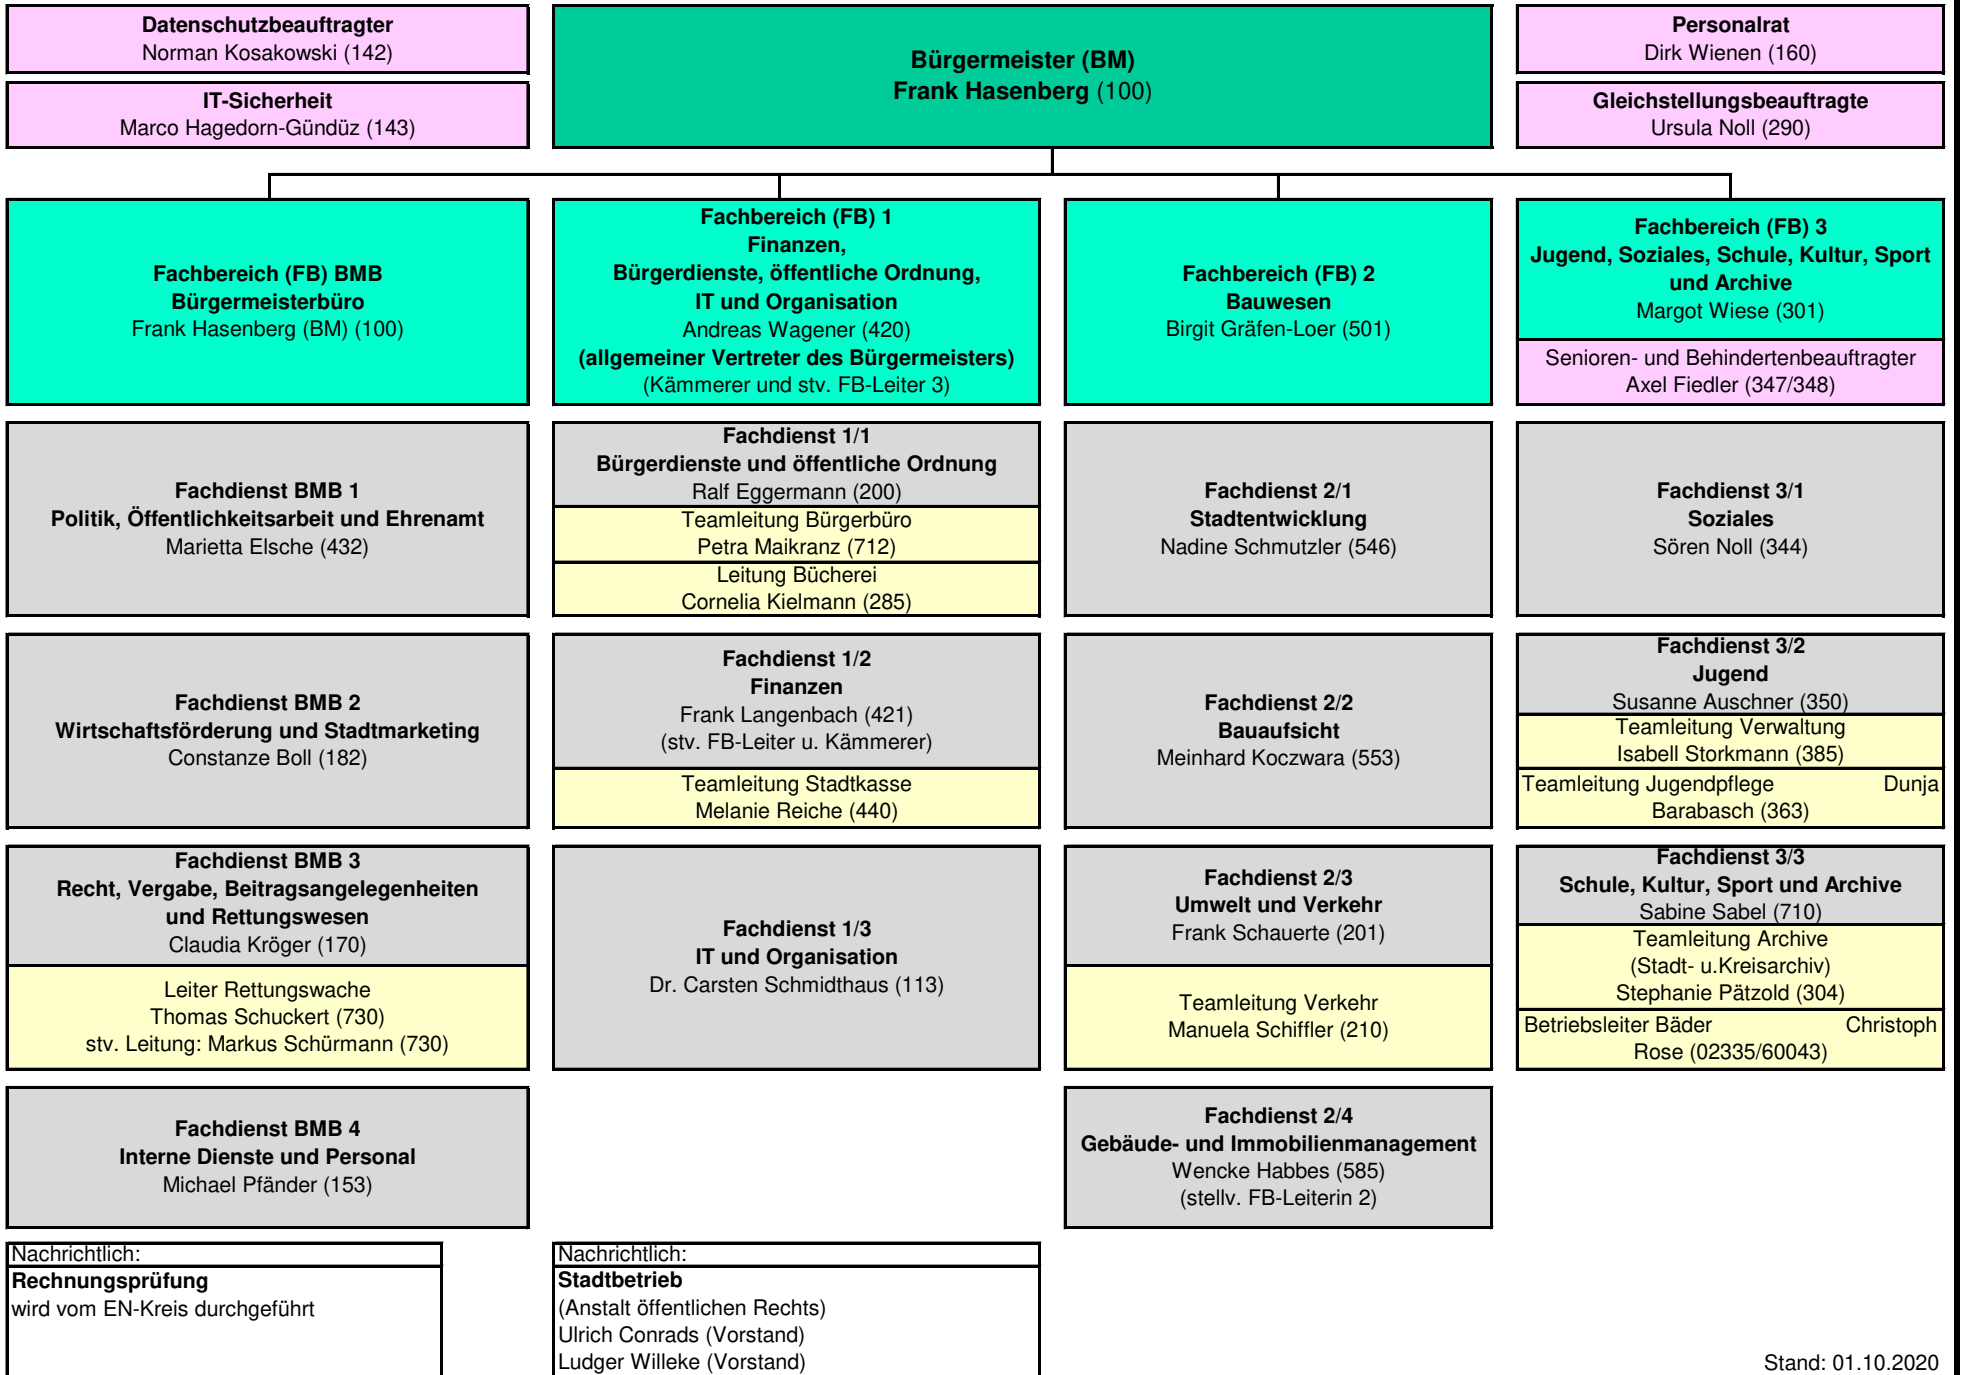 Datenschutzbeauftragter
Norman Kosakowski (142)
IT-Sicherheit
Marco Hagedorn-Gündüz (143)
Bürgermeister (BM)
Frank Hasenberg (100)
Personalrat
Dirk Wienen (160)
Gleichstellungsbeauftragte
Ursula Noll (290)
Fachbereich (FB) BMB
Bürgermeisterbüro
Frank Hasenberg (BM) (100)
Fachbereich (FB) 1
Finanzen,
Bürgerdienste, öffentliche Ordnung,
IT und Organisation
Andreas Wagener (420)
(allgemeiner Vertreter des Bürgermeisters)
(Kämmerer und stv. FB-Leiter 3)
Fachbereich (FB) 2
Bauwesen
Birgit Gräfen-Loer (501)
Fachbereich (FB) 3
Jugend, Soziales, Schule, Kultur, Sport
und Archive
Margot Wiese (301)
Senioren- und Behindertenbeauftragter
Axel Fiedler (347/348)
Fachdienst BMB 1
Politik, Öffentlichkeitsarbeit und Ehrenamt
Marietta Elsche (432)
Fachdienst 1/1
Bürgerdienste und öffentliche Ordnung
Ralf Eggermann (200)
Teamleitung Bürgerbüro
Petra Maikranz (712)
Leitung Bücherei
Cornelia Kielmann (285)
Fachdienst 2/1
Stadtentwicklung
Nadine Schmutzler (546)
Fachdienst 3/1
Soziales
Sören Noll (344)
Fachdienst BMB 2
Wirtschaftsförderung und Stadtmarketing
Constanze Boll (182)
Fachdienst 1/2
Finanzen
Frank Langenbach (421)
(stv. FB-Leiter u. Kämmerer)
Teamleitung Stadtkasse
Melanie Reiche (440)
Fachdienst 2/2
Bauaufsicht
Meinhard Koczwara (553)
Fachdienst 3/2
Jugend
Susanne Auschner (350)
Teamleitung Verwaltung
Isabell Storkmann (385)
Teamleitung Jugendpflege Dunja
Barabasch (363)
Fachdienst BMB 3
Recht, Vergabe, Beitragsangelegenheiten
und Rettungswesen
Claudia Kröger (170)
Leiter Rettungswache
Thomas Schuckert (730)
stv. Leitung: Markus Schürmann (730)
Fachdienst 1/3
IT und Organisation
Dr. Carsten Schmidthaus (113)
Fachdienst 2/3
Umwelt und Verkehr
Frank Schauerte (201)
Teamleitung Verkehr
Manuela Schiffler (210)
Fachdienst 3/3
Schule, Kultur, Sport und Archive
Sabine Sabel (710)
Teamleitung Archive
(Stadt- u.Kreisarchiv)
Stephanie Pätzold (304)
Betriebsleiter Bäder Christoph
Rose (02335/60043)
Fachdienst BMB 4
Interne Dienste und Personal
Michael Pfänder (153)
Fachdienst 2/4
Gebäude- und Immobilienmanagement
Wencke Habbes (585)
(stellv. FB-Leiterin 2)
Nachrichtlich:
Rechnungsprüfung
wird vom EN-Kreis durchgeführt
Nachrichtlich:
Stadtbetrieb
(Anstalt öffentlichen Rechts)
Ulrich Conrads (Vorstand)
Ludger Willeke (Vorstand)
Stand: 01.10.2020